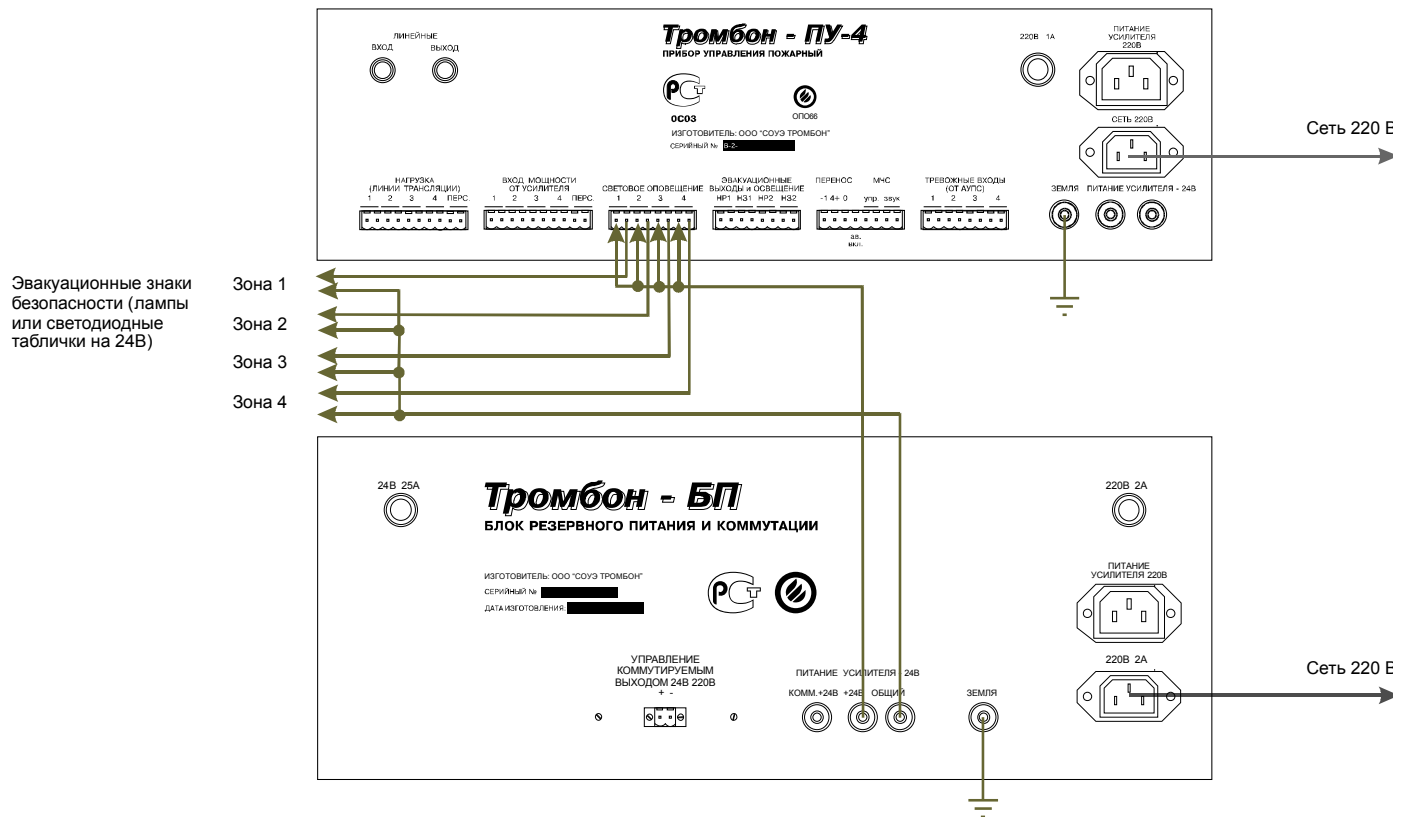 Тромбон - ПУ-4
ПРИБОР УПРАВЛЕНИЯ ПОЖАРНЫЙ
ЛИНЕЙНЫЕ
ВХОД ВЫХОД
220В 1А
ПИТАНИЕ
УСИЛИТЕЛЯ
220В
РСТ
ОС03
ОПО66
СЕТЬ 220В
Сеть 220 В
ИЗГОТОВИТЕЛЬ: ООО "СОУЭ ТРОМБОН"
СЕРИЙНЫЙ № В-2-
НАГРУЗКА
(ЛИНИИ ТРАНСЛЯЦИИ)
1 2 3 4 ПЕРС.
ВХОД МОЩНОСТИ
ОТ УСИЛИТЕЛЯ
1 2 3 4 ПЕРС.
СВЕТОВОЕ ОПОВЕЩЕНИЕ
1 2 3 4
ЭВАКУАЦИОННЫЕ
ВЫХОДЫ и ОСВЕЩЕНИЕ
НР1 НЗ1 НР2 НЗ2
ПЕРЕНОС МЧС
-1 4+ 0 упр. звук
ав.
вкл.
ТРЕВОЖНЫЕ ВХОДЫ
(ОТ АУПС)
1 2 3 4
ЗЕМЛЯ ПИТАНИЕ УСИЛИТЕЛЯ - 24В
Эвакуационные знаки
безопасности (лампы
или светодиодные
таблички на 24В)
Зона 1
Зона 2
Зона 3
Зона 4
24В 25А
Тромбон - БП
БЛОК РЕЗЕРВНОГО ПИТАНИЯ И КОММУТАЦИИ
220В 2А
ИЗГОТОВИТЕЛЬ: ООО "СОУЭ ТРОМБОН"
СЕРИЙНЫЙ №
ДАТА ИЗГОТОВЛЕНИЯ:
РСТ
ПИТАНИЕ
УСИЛИТЕЛЯ 220В
УПРАВЛЕНИЕ
КОММУТИРУЕМЫМ
ВЫХОДОМ 24В 220В
+ -
ПИТАНИЕ УСИЛИТЕЛЯ 24В
КОММ.+24В +24В ОБЩИЙ
ЗЕМЛЯ
220В 2А
Сеть 220 В